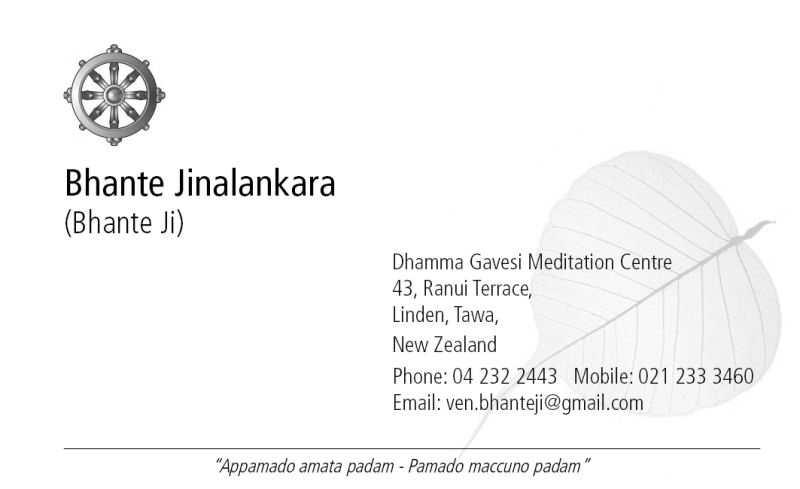 Bhante Jinalankara
(Bhante Ji)
Dhamma Gavesi Meditation Centre
43, Ranui Terrace,
Linden, Tawa,
New Zealand
Phone: 04 232 2443   Mobile: 021 233 3460
Email: ven.bhanteji@gmail.com
“Appamado amata padam - Pamado maccuno padam”